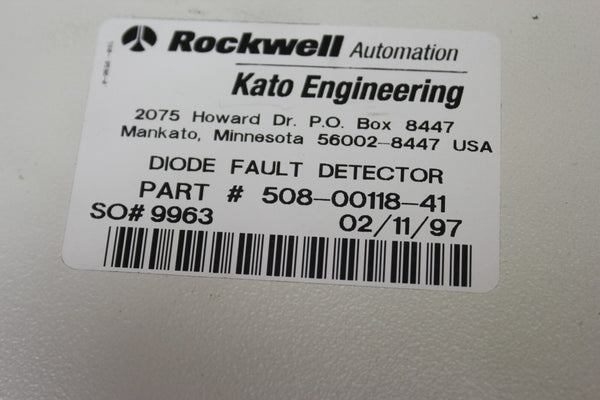 Rockwell Automation
Kato Engineering
2075 Howard Dr. P.O. Box 8447
Mankato, Minnesota 56002-8447 USA
DIODE FAULT DETECTOR
PART # 508-00118-41
SO# 9963 02/11/97